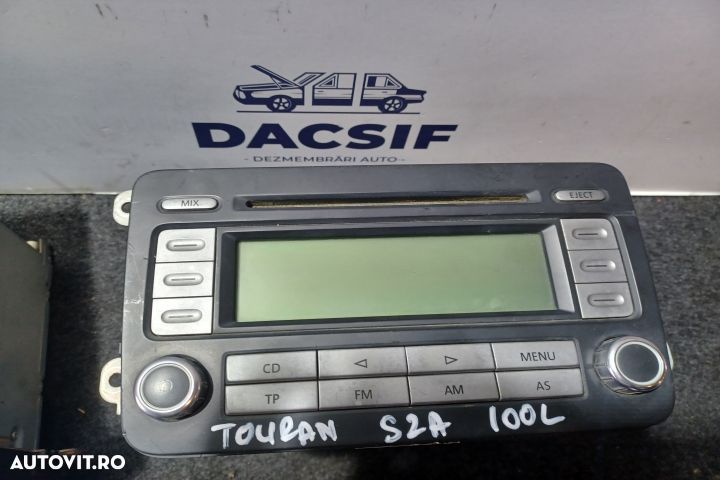 DACSIF
- DEZMEMBRĂRI AUTO -
MIX
EJECT
CD
MENU
TP
FM
AM
AS
TOURAN S2A 100L
AUTOVIT.RO